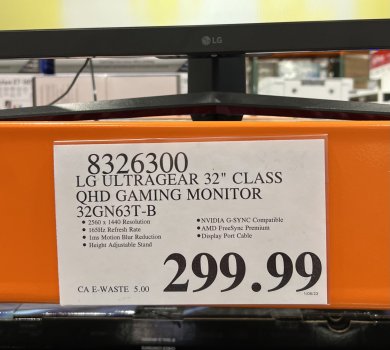 LG
8326300
LG ULTRAGEAR 32" CLASS
QHD GAMING MONITOR
32GN63T-B
• 2560 x 1440 Resolution
• 165Hz Refresh Rate
• 1ms Motion Blur Reduction
• Height Adjustable Stand
• NVIDIA G-SYNC Compatible
• AMD FreeSync Premium
• Display Port Cable
CA E-WASTE 5.00
299.99